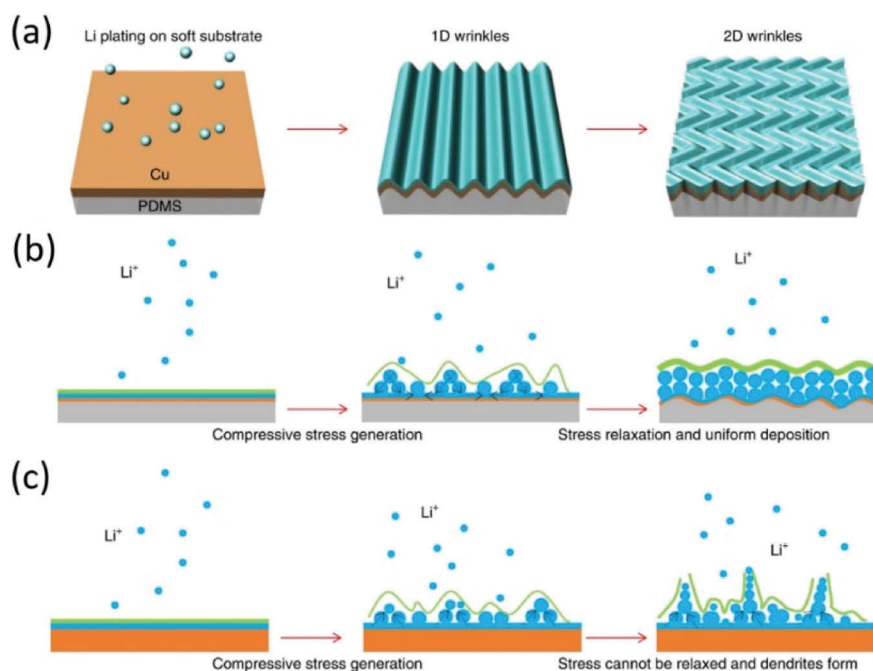 (a)
Li plating on soft substrate
1D wrinkles
2D wrinkles
Cu
PDMS
(b)
Li⁺
Li⁺
Li⁺
Compressive stress generation
Stress relaxation and uniform deposition
(c)
Li⁺
Li⁺
Li⁺
Compressive stress generation
Stress cannot be relaxed and dendrites form